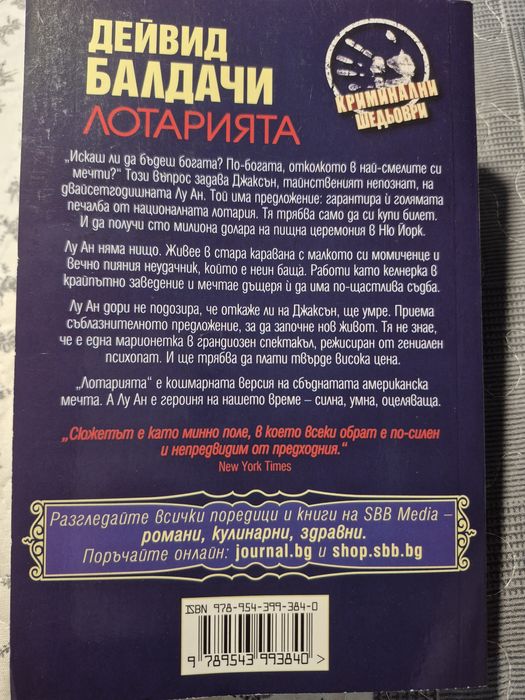 ДЕЙВИД
БАЛДАЧИ
ЛОТАРИЯТА
КРИМИНАЛНИ
ШЕДЬОВРИ
„Искаш ли да бъдеш богата? По-богата, отколкото в най-смелите си
мечти?“ Този въпрос задава Джаксън, тайнственият непознат, на
двайсетгодишната Лу Ан. Той има предложение: гарантира ѝ голямата
печалба от националната лотария. Тя трябва само да си купи билет.
И да получи сто милиона долара на пищна церемония в Ню Йорк.
Лу Ан няма нищо. Живее в стара каравана с малкото си момиченце и
вечно пияния неудачник, който е неин баща. Работи като келнерка в
крайпътно заведение и мечтае дъщеря ѝ да има по-щастлива съдба.
Лу Ан дори не подозира, че откаже ли на Джаксън, ще умре. Приема
съблазнителното предложение, за да започне нов живот. Тя не знае,
че е една марионетка в грандиозен спектакъл, режисиран от гениален
психопат. И ще трябва да плати твърде висока цена.
„Лотарията“ е кошмарната версия на сбъднатата американска
мечта. А Лу Ан е героиня на нашето време – силна, умна, оцеляваща.
„Сюжетът е като минно поле, в което всеки обрат е по-силен
и непредвидим от предходния.“
New York Times
Разгледайте всички поредици и книги на SBB Media –
романи, кулинарни, здравни.
Поръчайте онлайн: journal.bg и shop.sbb.bg
ISBN 978-954-399-384-0
9 789543 993840 >